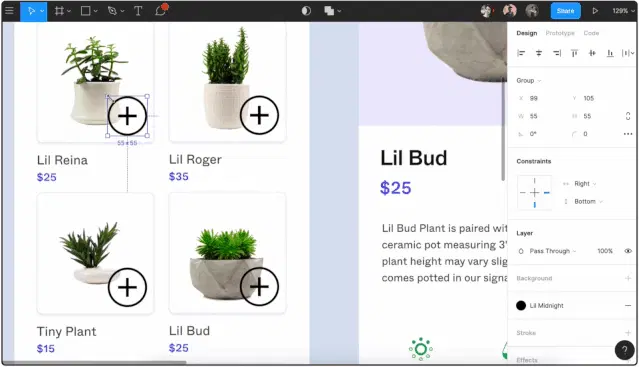 Share
129%
Design Prototype Code
Group
X 99 Y 105
W 55 H 55
0° 0
Constraints
Right
Bottom
Layer
Pass Through 100%
Background
Lil Midnight
Stroke
Effects
?
55 × 55
Lil Reina
$25
Lil Roger
$35
Tiny Plant
$15
Lil Bud
$25
Lil Bud
$25
Lil Bud Plant is paired wit
ceramic pot measuring 3"
plant height may vary slig
comes potted in our signa